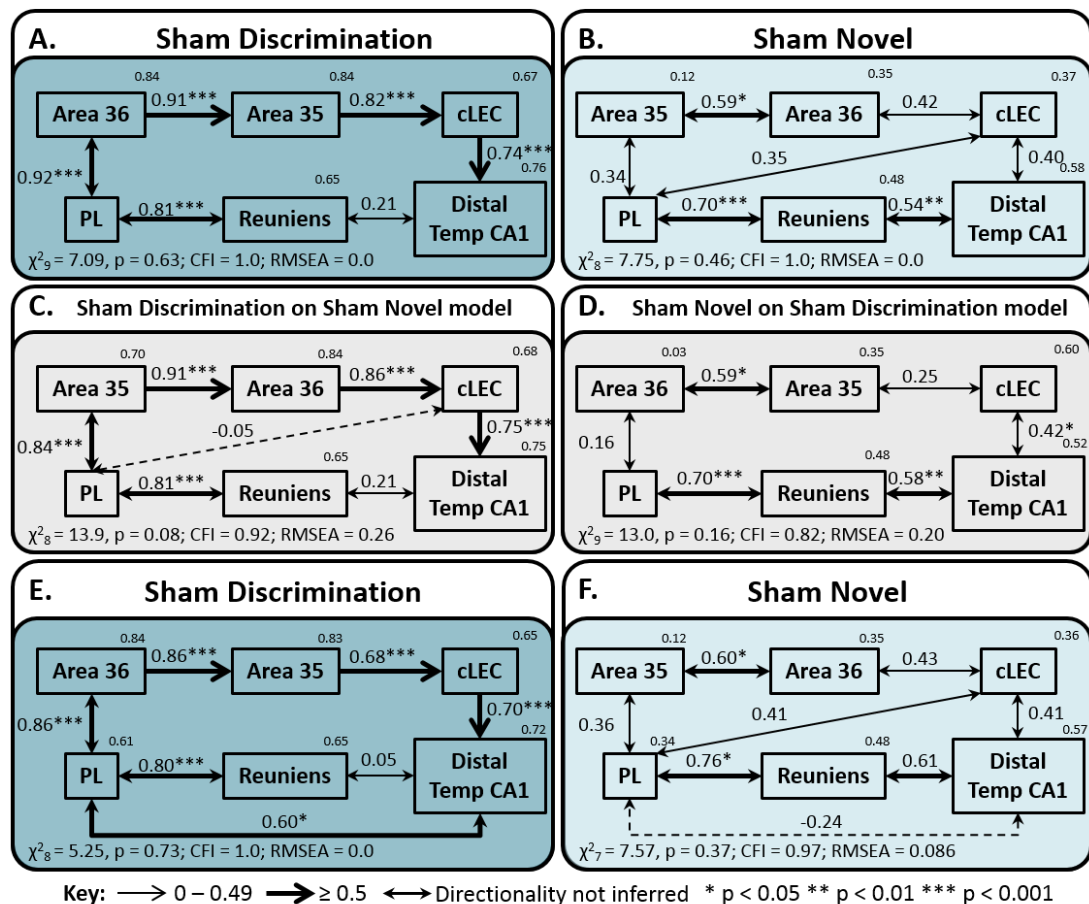 A. Sham Discrimination
0.84 0.84 0.67
Area 36 0.91*** Area 35 0.82*** cLEC
0.92*** 0.74***
0.65 0.76
PL 0.81*** Reuniens 0.21 Distal Temp CA1
χ²₉ = 7.09, p = 0.63; CFI = 1.0; RMSEA = 0.0
B. Sham Novel
0.12 0.35 0.37
Area 35 0.59* Area 36 0.42 cLEC
0.34 0.35 0.40
0.48 0.58
PL 0.70*** Reuniens 0.54** Distal Temp CA1
χ²₈ = 7.75, p = 0.46; CFI = 1.0; RMSEA = 0.0
C. Sham Discrimination on Sham Novel model
0.70 0.84 0.68
Area 35 0.91*** Area 36 0.86*** cLEC
0.84*** -0.05 0.75***
0.65 0.75
PL 0.81*** Reuniens 0.21 Distal Temp CA1
χ²₈ = 13.9, p = 0.08; CFI = 0.92; RMSEA = 0.26
D. Sham Novel on Sham Discrimination model
0.03 0.35 0.60
Area 36 0.59* Area 35 0.25 cLEC
0.16 0.42*
0.48 0.52
PL 0.70*** Reuniens 0.58** Distal Temp CA1
χ²₉ = 13.0, p = 0.16; CFI = 0.82; RMSEA = 0.20
E. Sham Discrimination
0.84 0.83 0.65
Area 36 0.86*** Area 35 0.68*** cLEC
0.86*** 0.70***
0.61 0.65 0.72
PL 0.80*** Reuniens 0.05 Distal Temp CA1
0.60*
χ²₈ = 5.25, p = 0.73; CFI = 1.0; RMSEA = 0.0
F. Sham Novel
0.12 0.35 0.36
Area 35 0.60* Area 36 0.43 cLEC
0.36 0.41 0.41
0.34 0.48 0.57
PL 0.76* Reuniens 0.61 Distal Temp CA1
-0.24
χ²₇ = 7.57, p = 0.37; CFI = 0.97; RMSEA = 0.086
Key: 0 – 0.49 ≥ 0.5 Directionality not inferred * p < 0.05 ** p < 0.01 *** p < 0.001